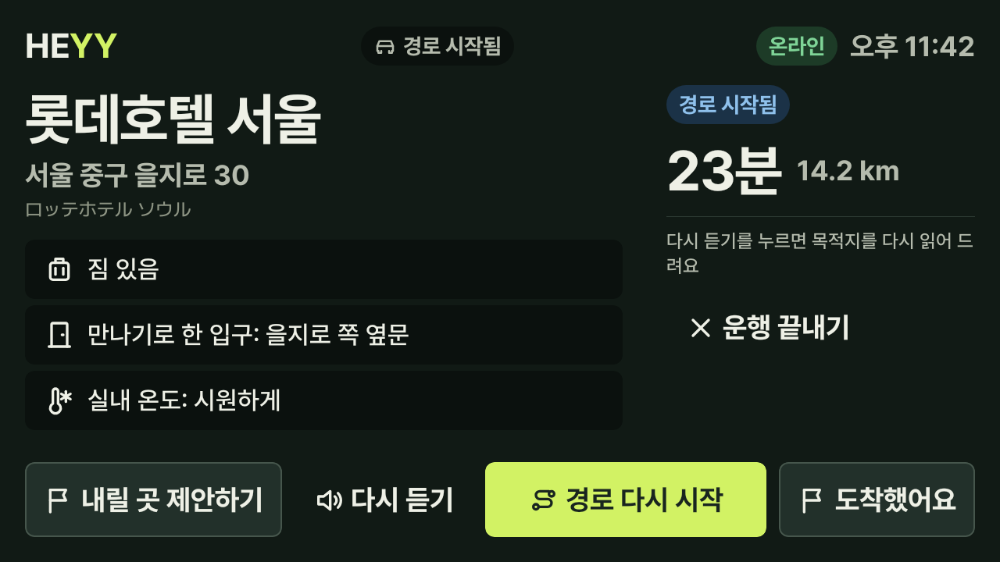 HEYY
경로 시작됨
온라인
오후 11:42
롯데호텔 서울
서울 중구 을지로 30
ロッテホテル ソウル
짐 있음
만나기로 한 입구: 을지로 쪽 옆문
실내 온도: 시원하게
경로 시작됨
23분 14.2 km
다시 듣기를 누르면 목적지를 다시 읽어 드
려요
운행 끝내기
내릴 곳 제안하기
다시 듣기
경로 다시 시작
도착했어요